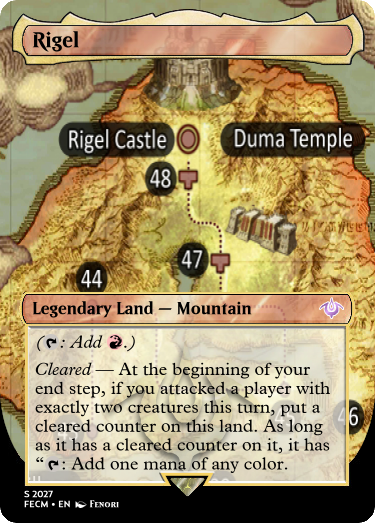 Rigel
Rigel Castle
Duma Temple
48
47
44
Legendary Land — Mountain
(T: Add R.)
Cleared — At the beginning of your
end step, if you attacked a player with
exactly two creatures this turn, put a
cleared counter on this land. As long
as it has a cleared counter on it, it has
“T: Add one mana of any color.
46
S 2027
FECM • EN Fenori